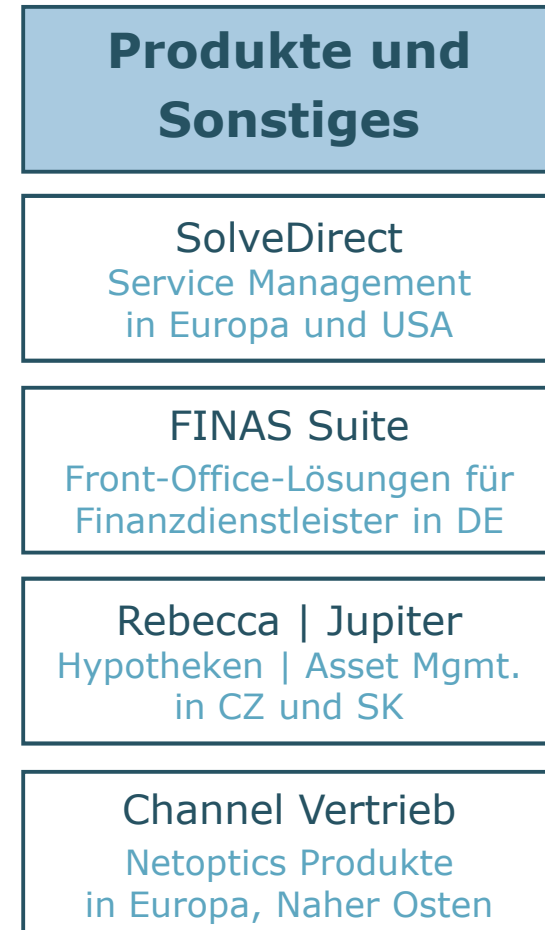 Produkte und
Sonstiges
SolveDirect
Service Management
in Europa und USA
FINAS Suite
Front-Office-Lösungen für
Finanzdienstleister in DE
Rebecca | Jupiter
Hypotheken | Asset Mgmt.
in CZ und SK
Channel Vertrieb
Netoptics Produkte
in Europa, Naher Osten